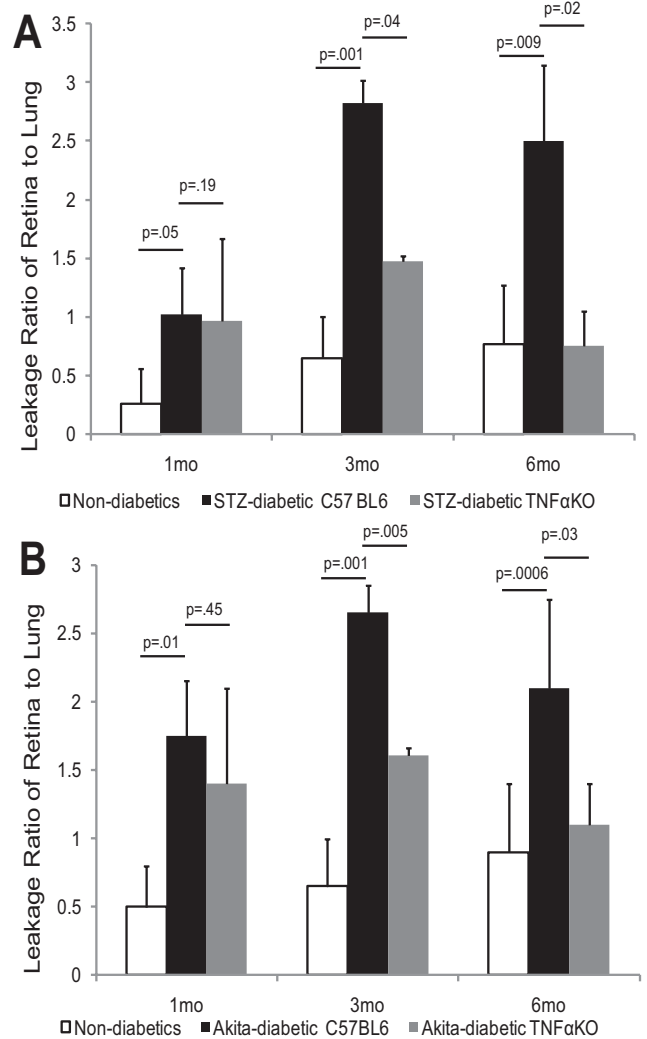 A
Leakage Ratio of Retina to Lung
3.5
3
2.5
2
1.5
1
0.5
0
p=.05
p=.19
p=.001
p=.04
p=.009
p=.02
1mo
3mo
6mo
Non-diabetics STZ-diabetic C57 BL6 STZ-diabetic TNFαKO
B
Leakage Ratio of Retina to Lung
3
2.5
2
1.5
1
0.5
0
p=.01
p=.45
p=.001
p=.005
p=.0006
p=.03
1mo
3mo
6mo
Non-diabetics Akita-diabetic C57BL6 Akita-diabetic TNFαKO